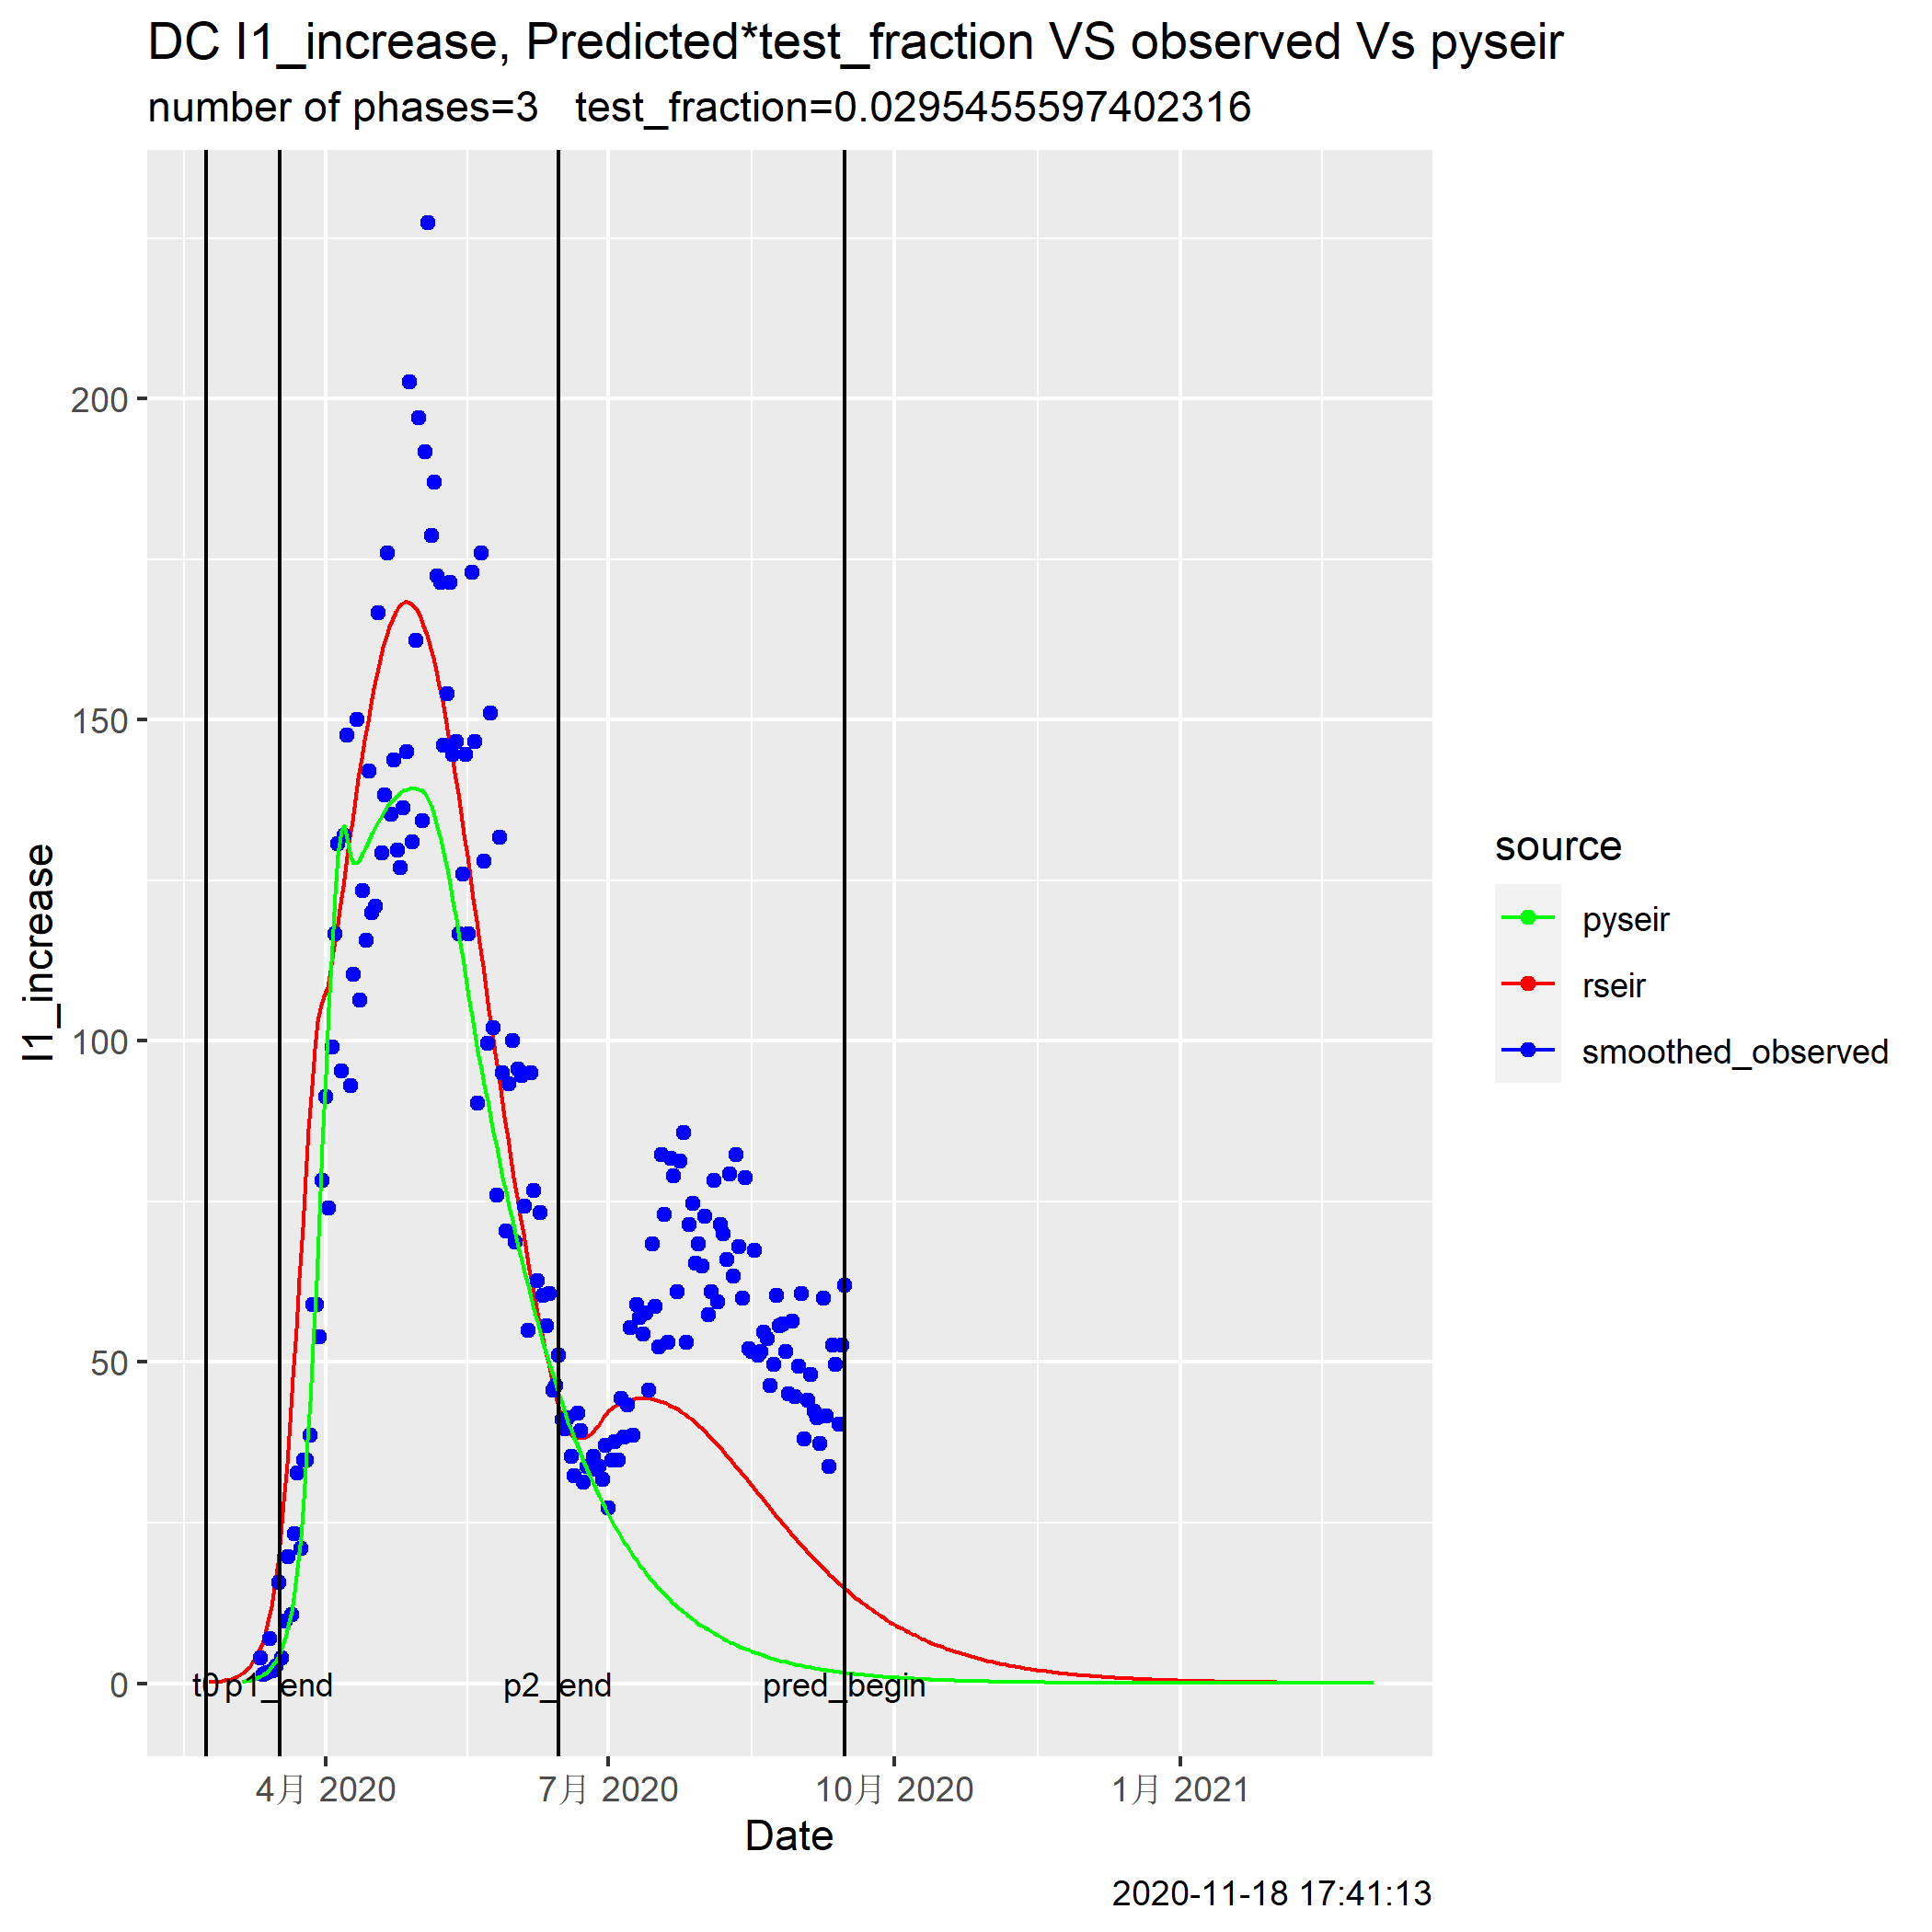 DC I1_increase, Predicted*test_fraction VS observed Vs pyseir
number of phases=3   test_fraction=0.0295455597402316
I1_increase
200
150
100
50
0
t0 p1_end p2_end pred_begin
4月 2020 7月 2020 10月 2020 1月 2021
Date
source
pyseir
rseir
smoothed_observed
2020-11-18 17:41:13